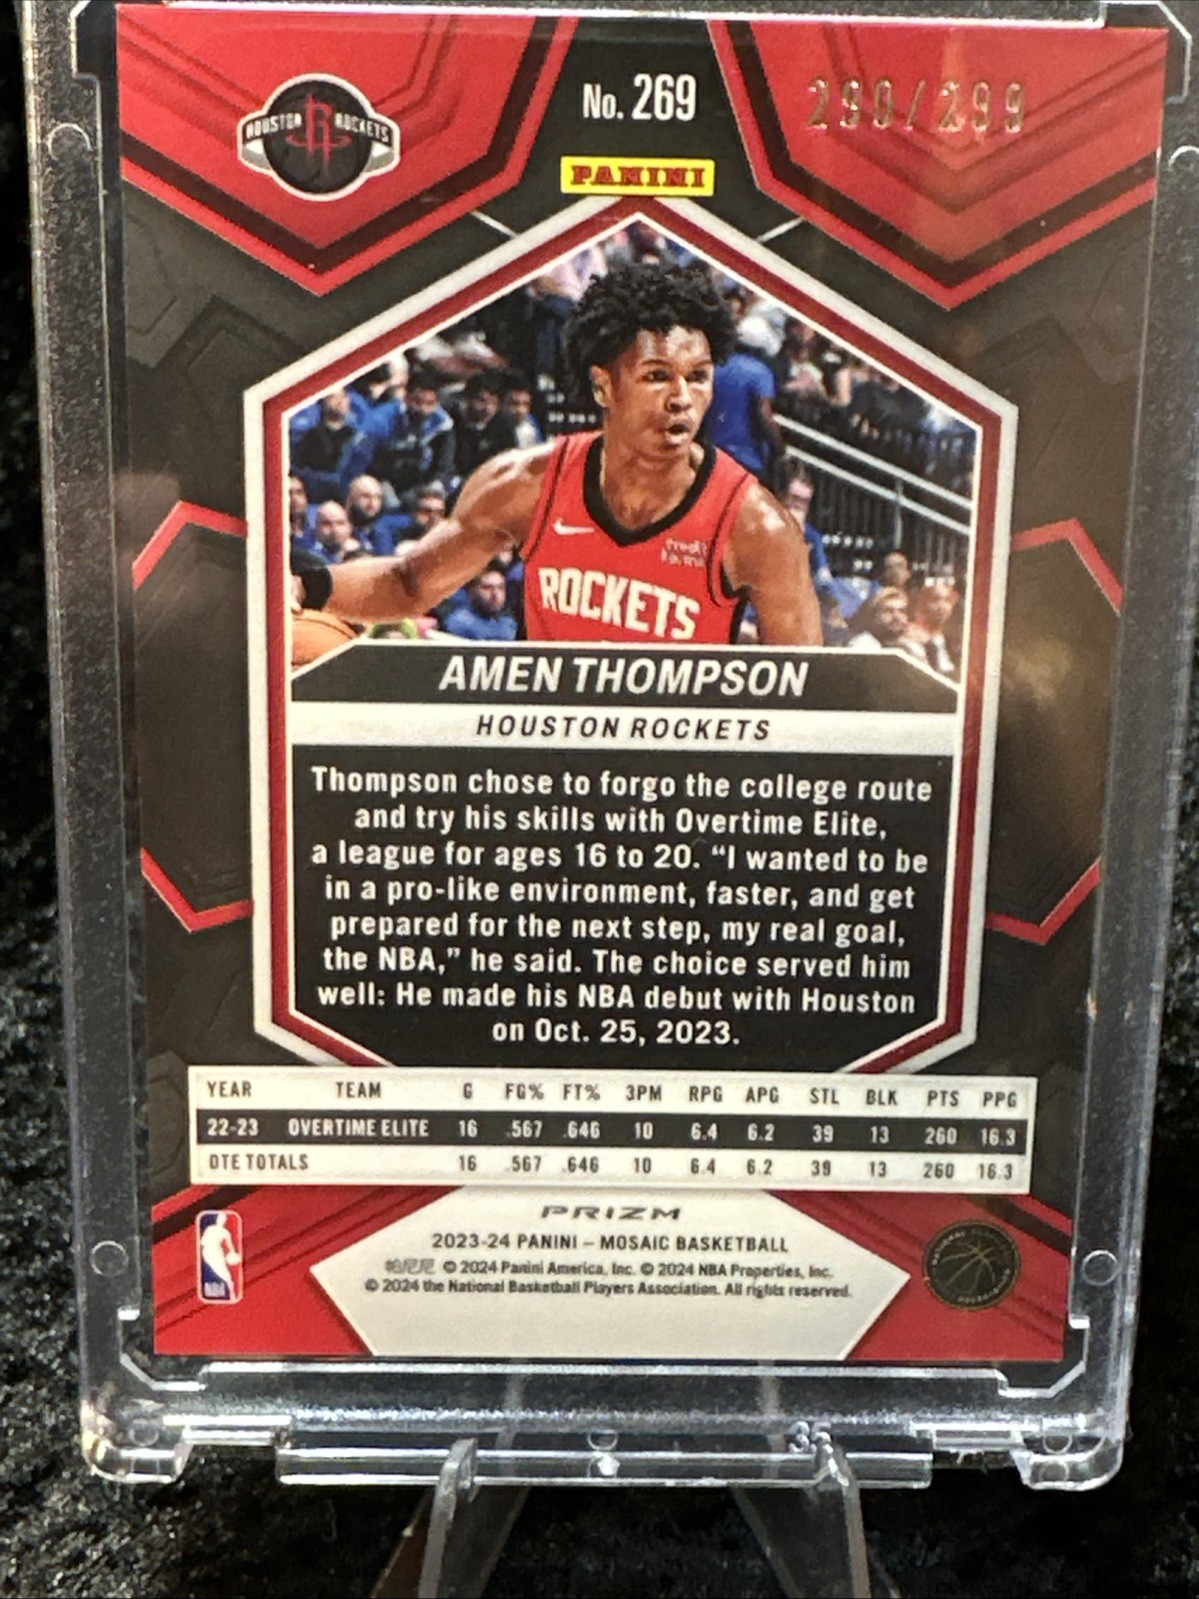 HOUSTON ROCKETS
No. 269
290/299
PANINI
ROCKETS
AMEN THOMPSON
HOUSTON ROCKETS
Thompson chose to forgo the college route
and try his skills with Overtime Elite,
a league for ages 16 to 20. “I wanted to be
in a pro-like environment, faster, and get
prepared for the next step, my real goal,
the NBA,” he said. The choice served him
well: He made his NBA debut with Houston
on Oct. 25, 2023.
YEAR TEAM G FG% FT% 3PM RPG APG STL BLK PTS PPG
22-23 OVERTIME ELITE 16 .567 .646 10 6.4 6.2 39 13 260 16.3
OTE TOTALS 16 .567 .646 10 6.4 6.2 39 13 260 16.3
PRIZM
2023-24 PANINI – MOSAIC BASKETBALL
帕尼尼 © 2024 Panini America, Inc. © 2024 NBA Properties, Inc.
© 2024 the National Basketball Players Association. All rights reserved.
NBA
35